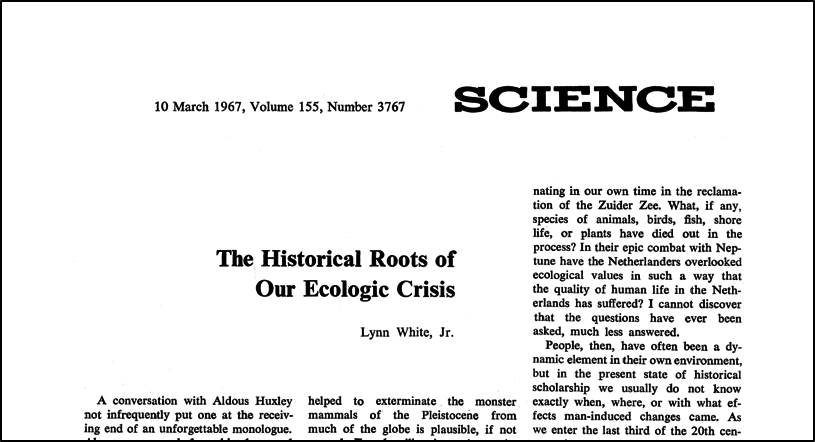 10 March 1967, Volume 155, Number 3767
SCIENCE
The Historical Roots of
Our Ecologic Crisis
Lynn White, Jr.
A conversation with Aldous Huxley
not infrequently put one at the receiv-
ing end of an unforgettable monologue.
helped to exterminate the monster
mammals of the Pleistocene from
much of the globe is plausible, if not
nating in our own time in the reclama-
tion of the Zuider Zee. What, if any,
species of animals, birds, fish, shore
life, or plants have died out in the
process? In their epic combat with Nep-
tune have the Netherlanders overlooked
ecological values in such a way that
the quality of human life in the Neth-
erlands has suffered? I cannot discover
that the questions have ever been
asked, much less answered.
People, then, have often been a dy-
namic element in their own environment,
but in the present state of historical
scholarship we usually do not know
exactly when, where, or with what ef-
fects man-induced changes came. As
we enter the last third of the 20th cen-